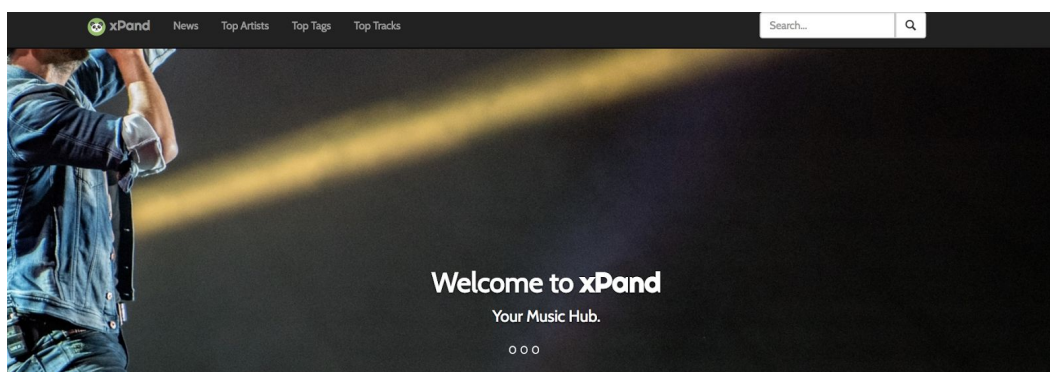 xPand News Top Artists Top Tags Top Tracks Search...
Welcome to xPand
Your Music Hub.